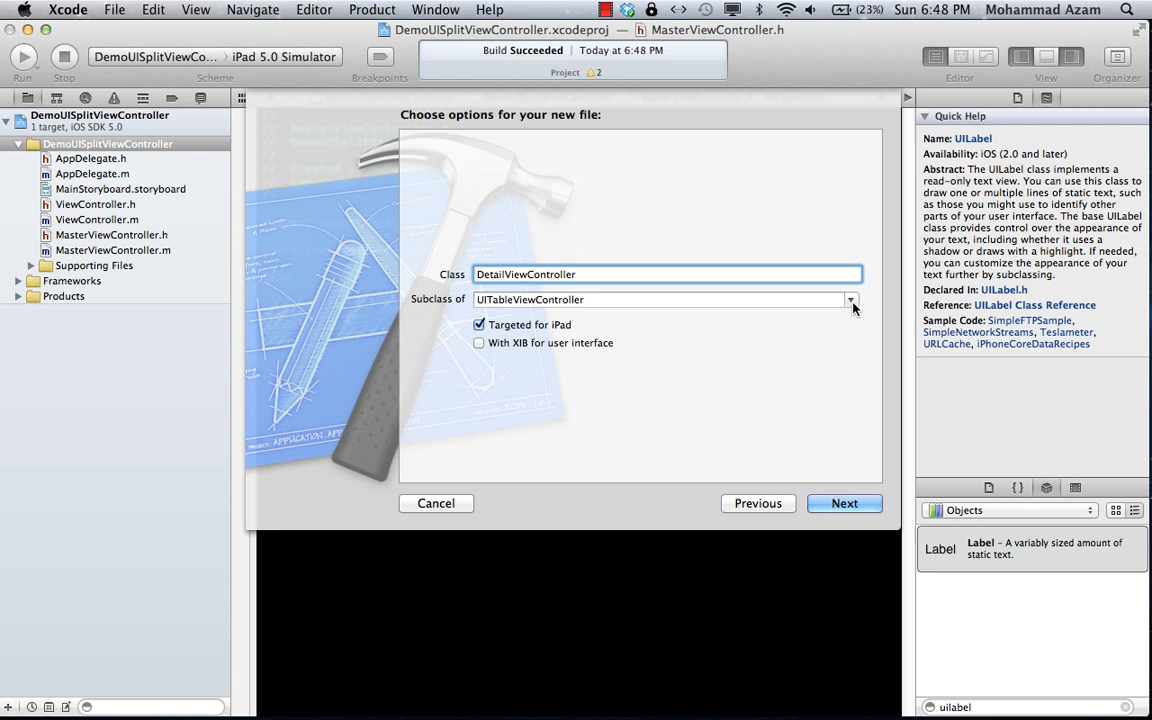 Xcode File Edit View Navigate Editor Product Window Help (23%) Sun 6:48 PM Mohammad Azam
DemoUISplitViewController.xcodeproj — MasterViewController.h
DemoUISplitViewCo... iPad 5.0 Simulator
Build Succeeded | Today at 6:48 PM
Project 2
Run Stop Scheme Breakpoints Editor View Organizer
DemoUISplitViewController
1 target, iOS SDK 5.0
DemoUISplitViewController
AppDelegate.h
AppDelegate.m
MainStoryboard.storyboard
ViewController.h
ViewController.m
MasterViewController.h
MasterViewController.m
Supporting Files
Frameworks
Products
Choose options for your new file:
Class DetailViewController
Subclass of UITableViewController
Targeted for iPad
With XIB for user interface
Cancel Previous Next
Quick Help
Name: UILabel
Availability: iOS (2.0 and later)
Abstract: The UILabel class implements a
read-only text view. You can use this class to
draw one or multiple lines of static text, such
as those you might use to identify other
parts of your user interface. The base UILabel
class provides control over the appearance of
your text, including whether it uses a
shadow or draws with a highlight. If needed,
you can customize the appearance of your
text further by subclassing.
Declared In: UILabel.h
Reference: UILabel Class Reference
Sample Code: SimpleFTPSample,
SimpleNetworkStreams, Teslameter,
URLCache, iPhoneCoreDataRecipes
{ }
Objects
Label
Label – A variably sized amount of
static text.
uilabel